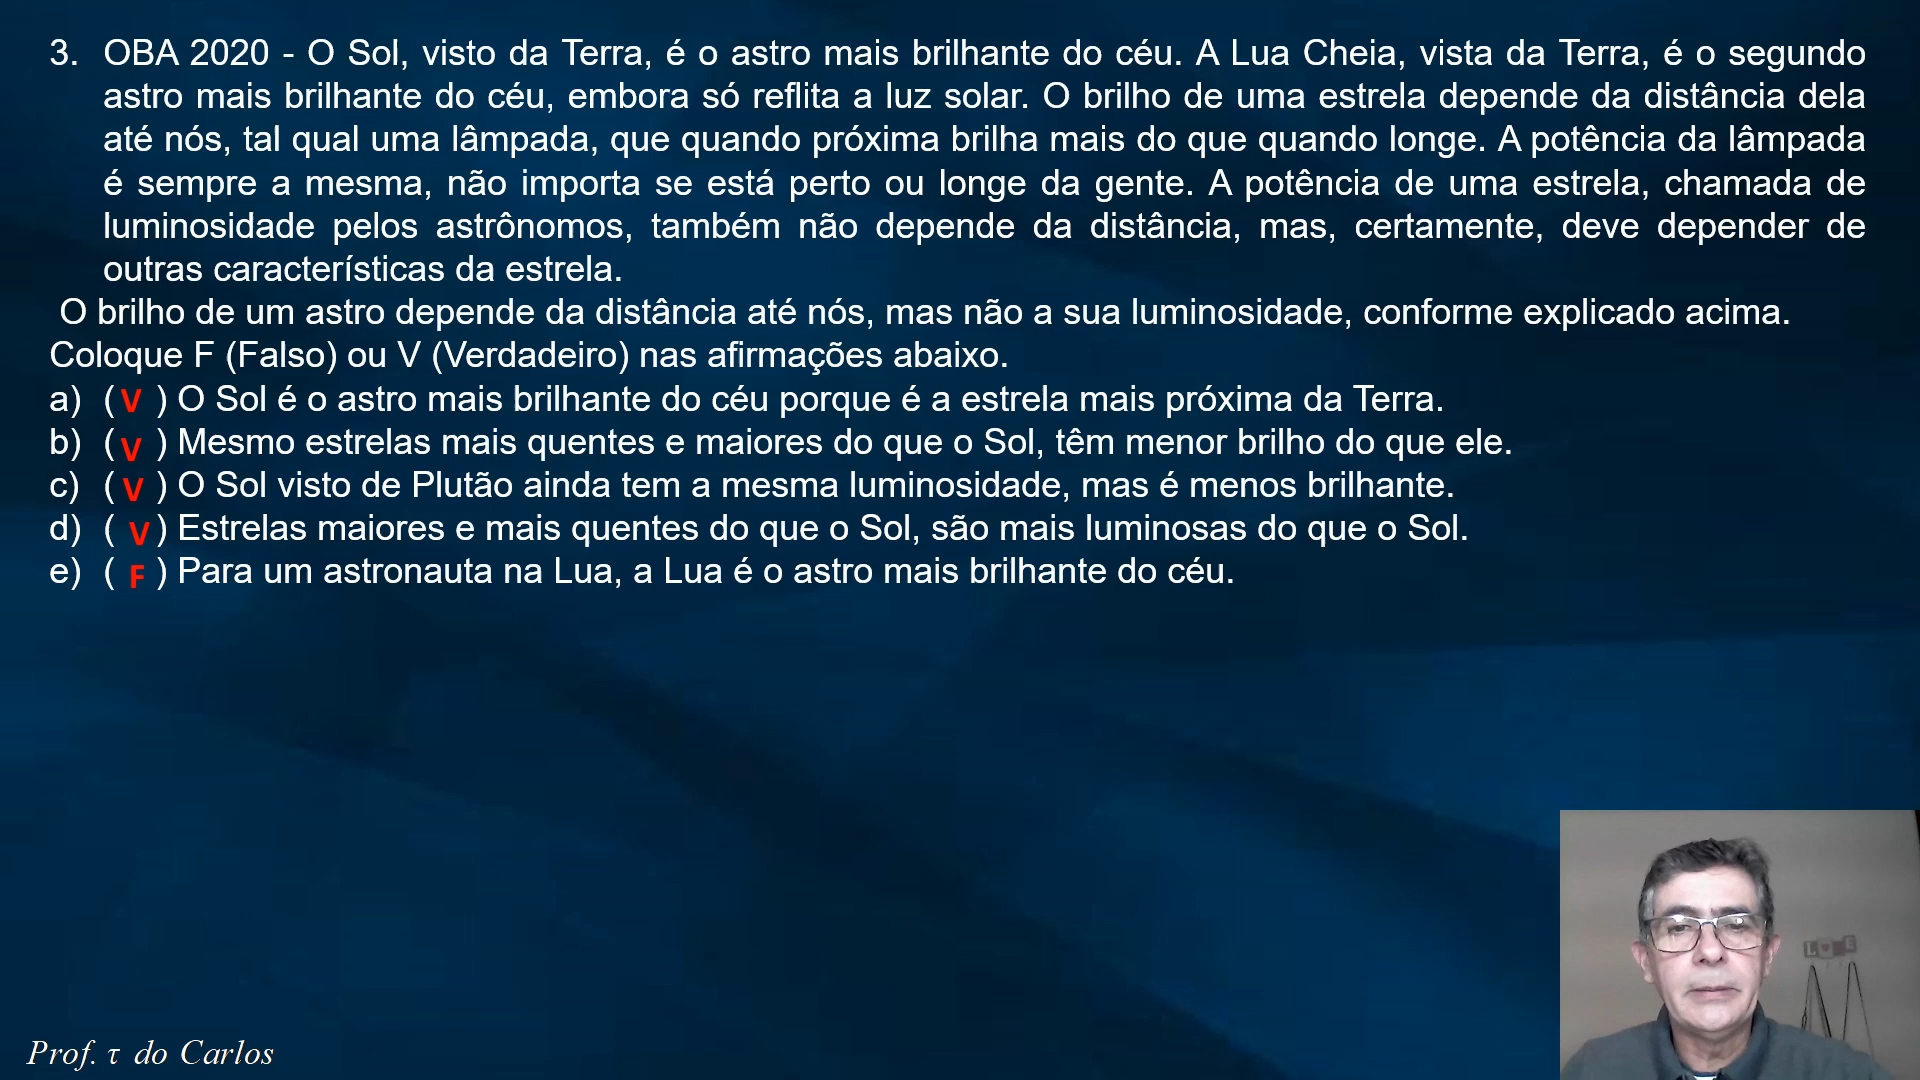 3. OBA 2020 - O Sol, visto da Terra, é o astro mais brilhante do céu. A Lua Cheia, vista da Terra, é o segundo
astro mais brilhante do céu, embora só reflita a luz solar. O brilho de uma estrela depende da distância dela
até nós, tal qual uma lâmpada, que quando próxima brilha mais do que quando longe. A potência da lâmpada
é sempre a mesma, não importa se está perto ou longe da gente. A potência de uma estrela, chamada de
luminosidade pelos astrônomos, também não depende da distância, mas, certamente, deve depender de
outras características da estrela.
O brilho de um astro depende da distância até nós, mas não a sua luminosidade, conforme explicado acima.
Coloque F (Falso) ou V (Verdadeiro) nas afirmações abaixo.
a) ( V ) O Sol é o astro mais brilhante do céu porque é a estrela mais próxima da Terra.
b) ( V ) Mesmo estrelas mais quentes e maiores do que o Sol, têm menor brilho do que ele.
c) ( V ) O Sol visto de Plutão ainda tem a mesma luminosidade, mas é menos brilhante.
d) ( V ) Estrelas maiores e mais quentes do que o Sol, são mais luminosas do que o Sol.
e) ( F ) Para um astronauta na Lua, a Lua é o astro mais brilhante do céu.
Prof. τ do Carlos